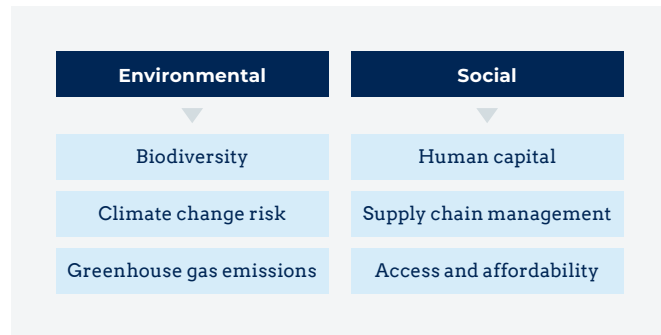 Environmental
Biodiversity
Climate change risk
Greenhouse gas emissions
Social
Human capital
Supply chain management
Access and affordability